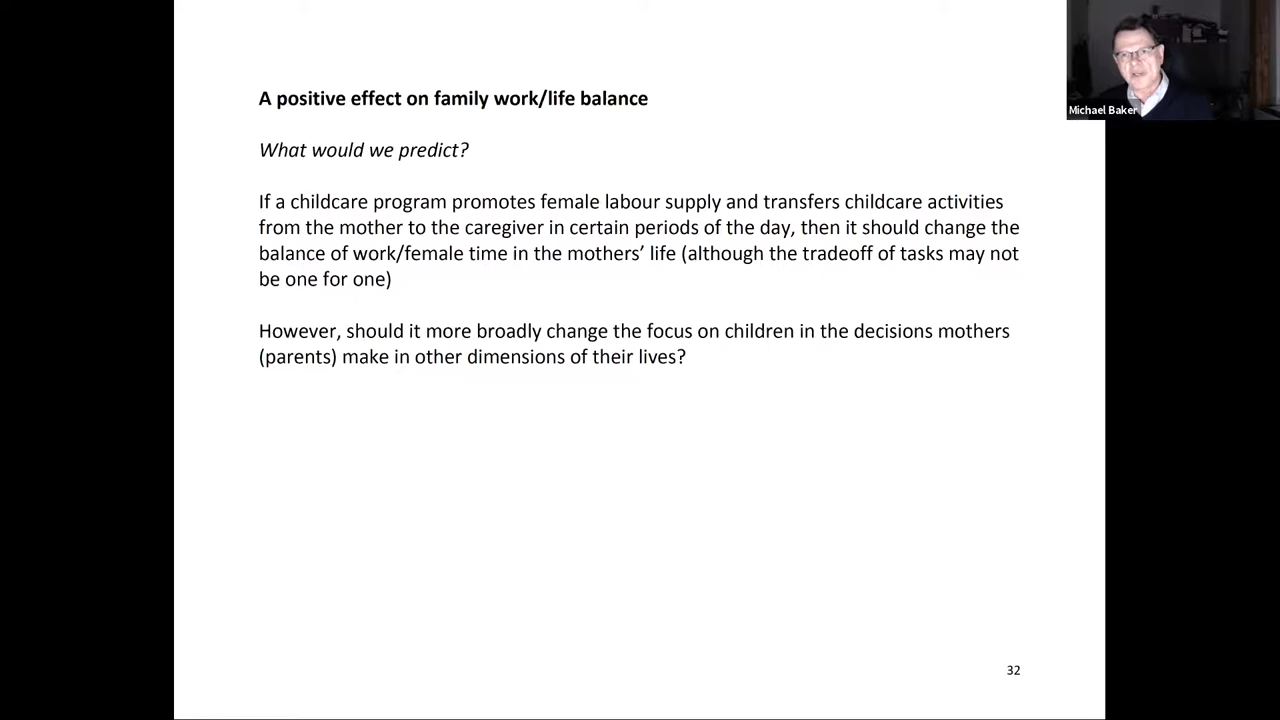 A positive effect on family work/life balance
What would we predict?
If a childcare program promotes female labour supply and transfers childcare activities
from the mother to the caregiver in certain periods of the day, then it should change the
balance of work/female time in the mothers’ life (although the tradeoff of tasks may not
be one for one)
However, should it more broadly change the focus on children in the decisions mothers
(parents) make in other dimensions of their lives?
32
Michael Baker